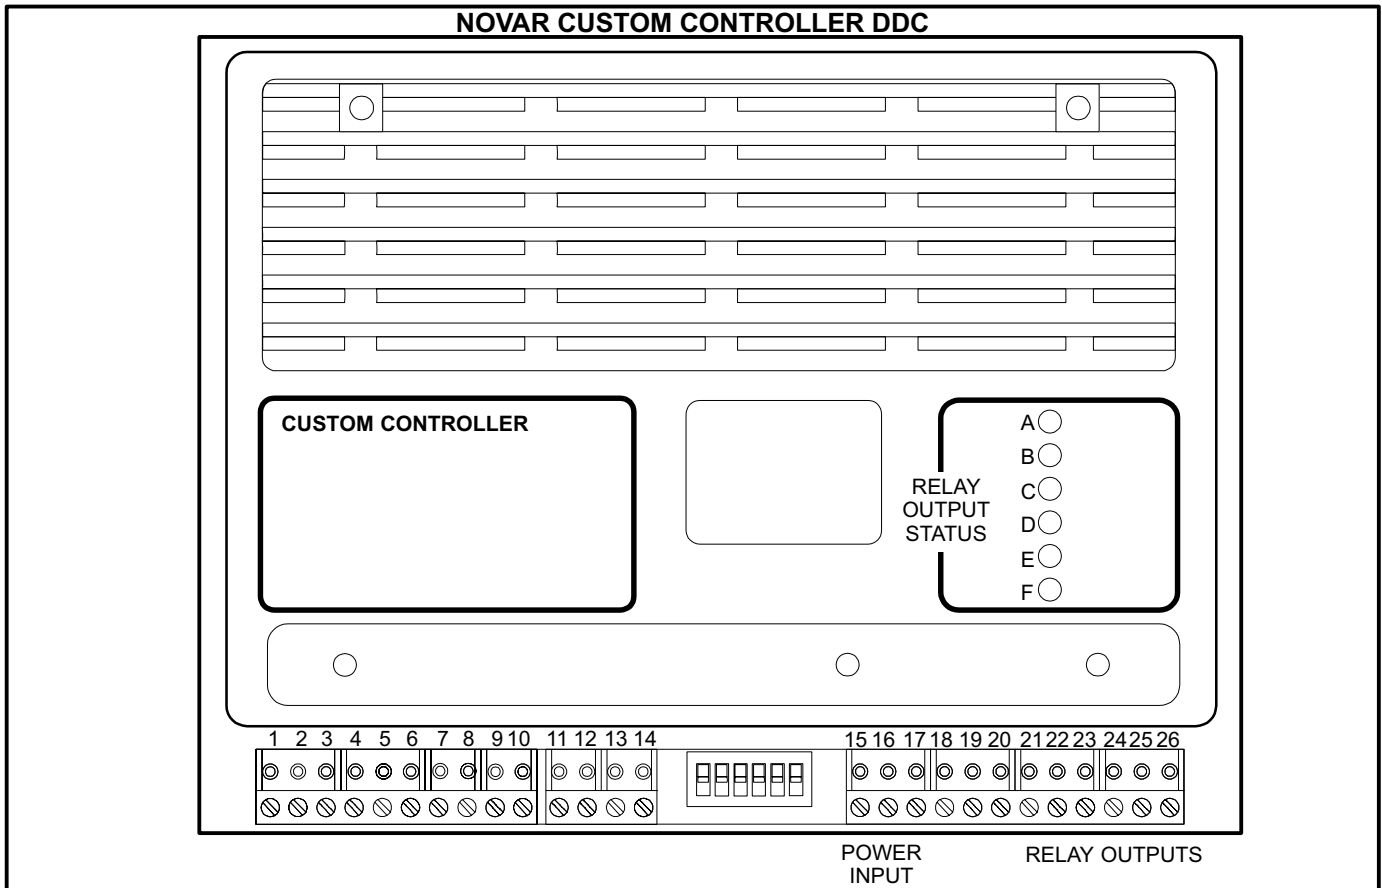 NOVAR CUSTOM CONTROLLER DDC
CUSTOM CONTROLLER
RELAY
OUTPUT
STATUS
A
B
C
D
E
F
1 2 3 4 5 6 7 8 9 10 11 12 13 14 15 16 17 18 19 20 21 22 23 24 25 26
POWER
INPUT
RELAY OUTPUTS